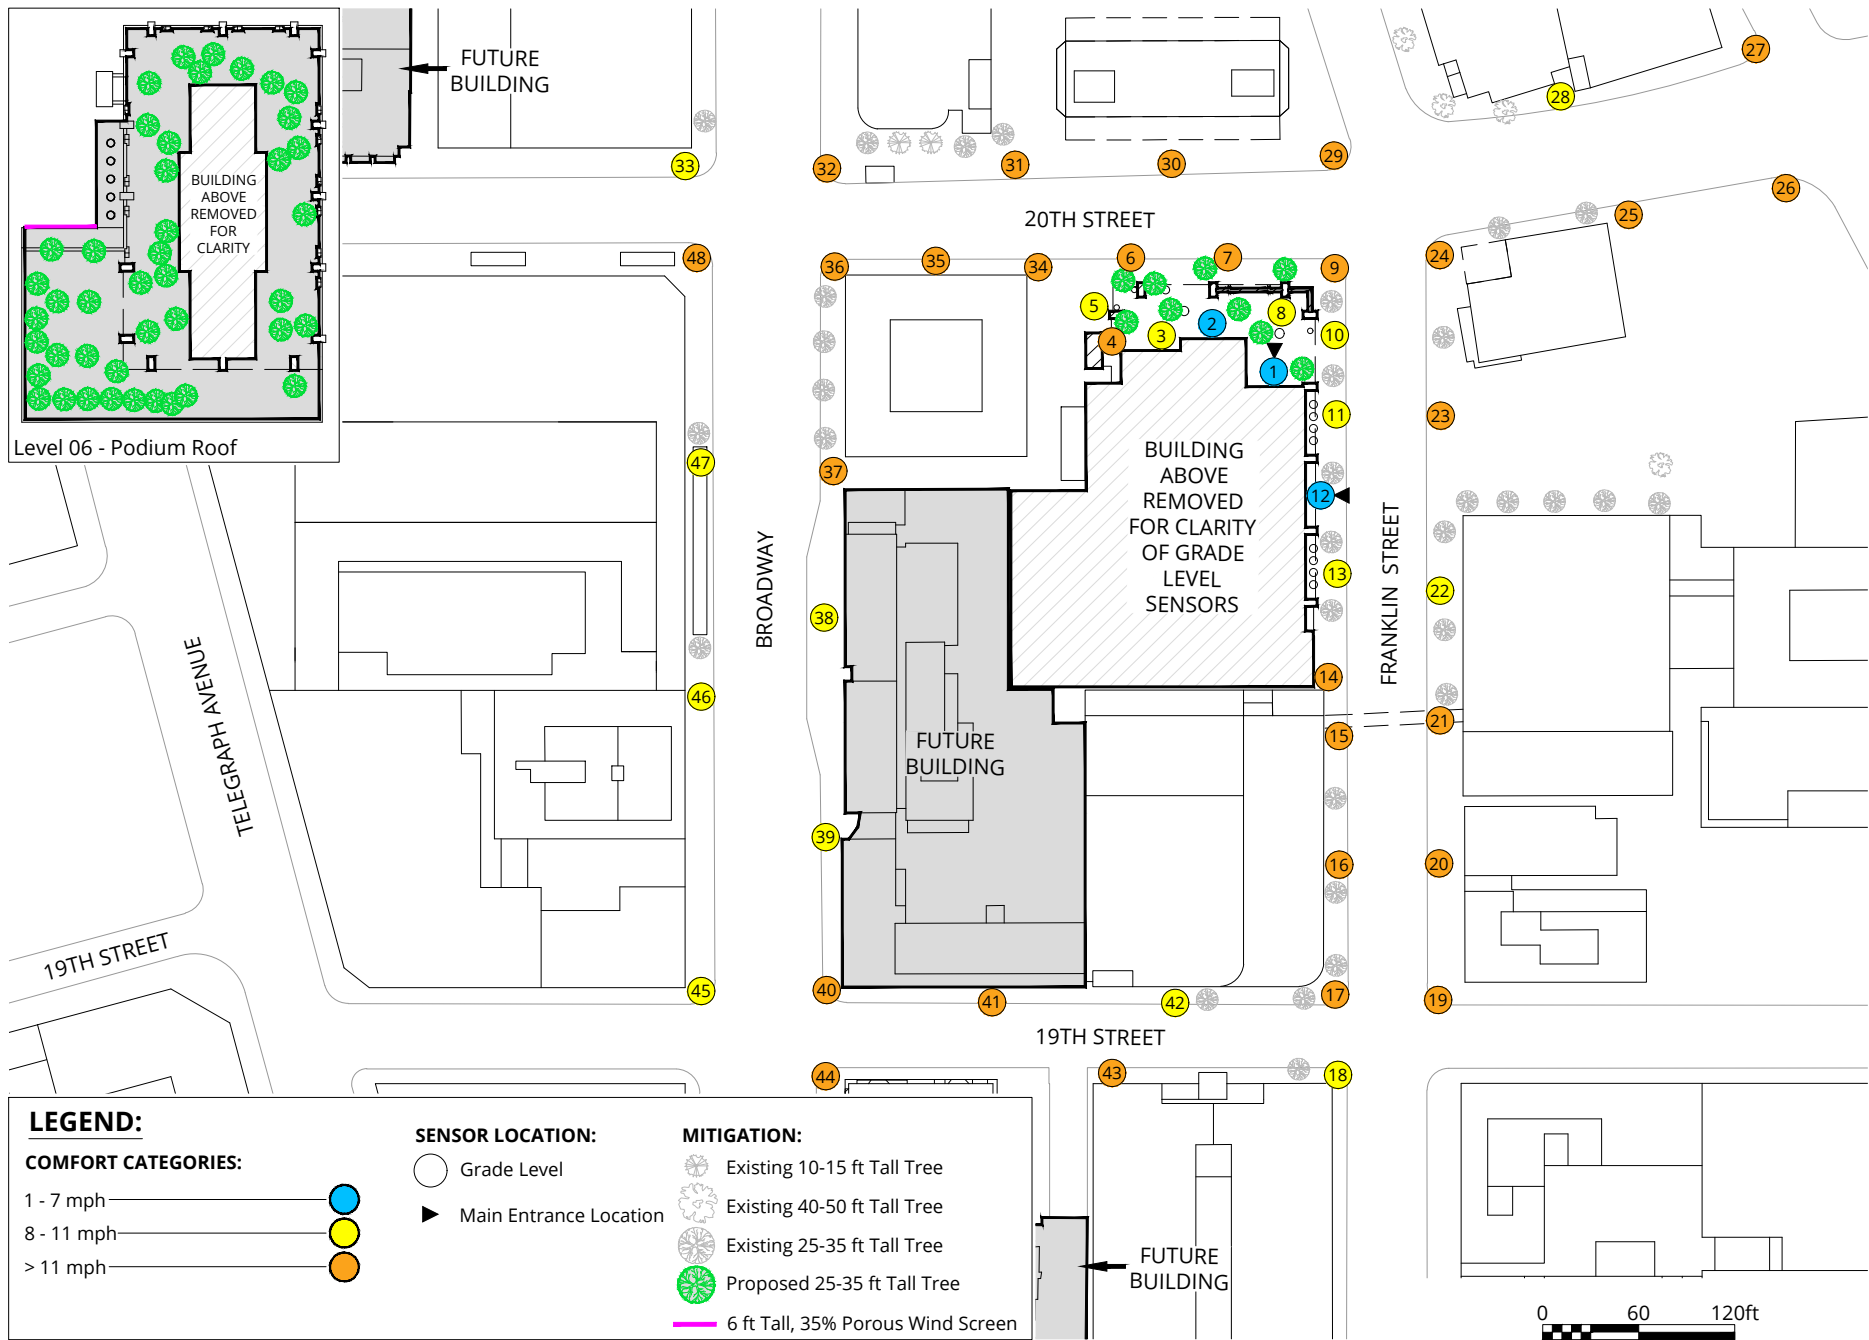 FUTURE
BUILDING
BUILDING
ABOVE
REMOVED
FOR
CLARITY
Level 06 - Podium Roof
27
28
33
32
31
30
29
26
25
24
20TH STREET
48
36
35
34
6
7
9
5
8
2
3
4
10
1
11
23
47
37
12
BUILDING
ABOVE
REMOVED
FOR CLARITY
OF GRADE
LEVEL
SENSORS
13
22
38
BROADWAY
FRANKLIN STREET
TELEGRAPH AVENUE
46
14
21
15
FUTURE
BUILDING
39
16
20
19TH STREET
45
40
41
42
17
19
19TH STREET
44
43
18
LEGEND:
COMFORT CATEGORIES:
1 - 7 mph
8 - 11 mph
> 11 mph
SENSOR LOCATION:
Grade Level
Main Entrance Location
MITIGATION:
Existing 10-15 ft Tall Tree
Existing 40-50 ft Tall Tree
Existing 25-35 ft Tall Tree
Proposed 25-35 ft Tall Tree
6 ft Tall, 35% Porous Wind Screen
FUTURE
BUILDING
0 60 120ft